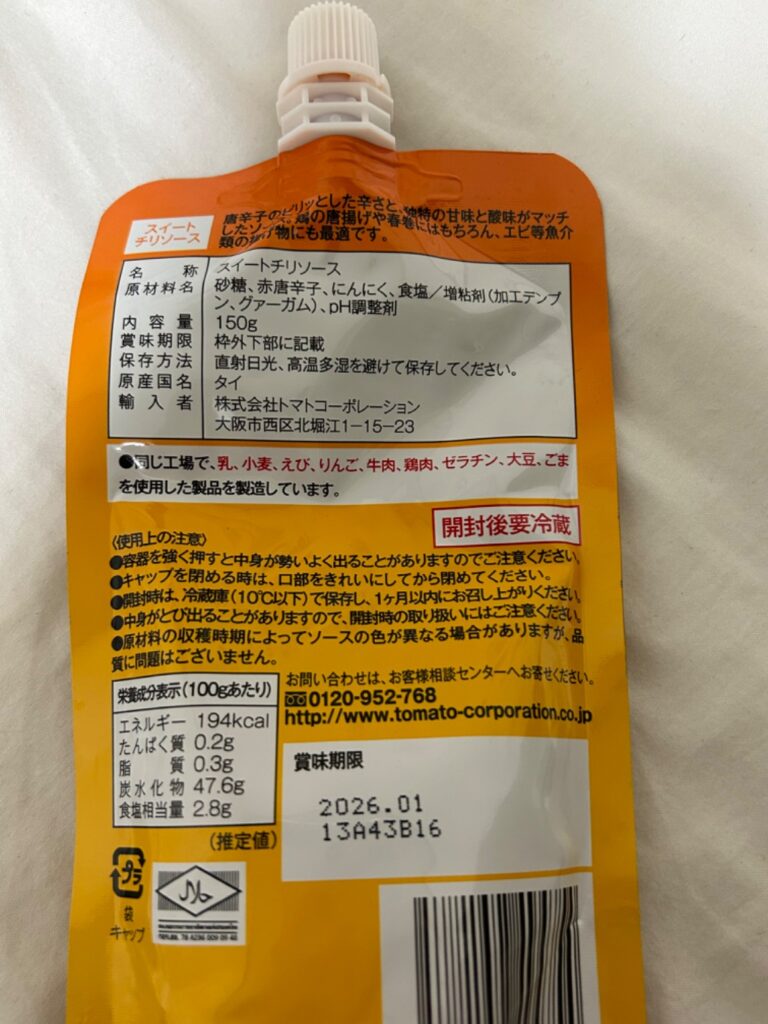 スイート
チリソース
唐辛子のピリッとした辛さと、独特の甘味と酸味がマッチ
したソース。鶏の唐揚げや春巻にはもちろん、エビ等魚介
類の揚げ物にも最適です。
名称 スイートチリソース
原材料名 砂糖、赤唐辛子、にんにく、食塩／増粘剤（加工デンプ
ン、グァーガム）、pH調整剤
内容量 150g
賞味期限 枠外下部に記載
保存方法 直射日光、高温多湿を避けて保存してください。
原産国名 タイ
輸入者 株式会社トマトコーポレーション
大阪市西区北堀江1-15-23
●同じ工場で、乳、小麦、えび、りんご、牛肉、鶏肉、ゼラチン、大豆、ごま
を使用した製品を製造しています。
開封後要冷蔵
〈使用上の注意〉
●容器を強く押すと中身が勢いよく出ることがありますのでご注意ください。
●キャップを閉める時は、口部をきれいにしてから閉めてください。
●開封時は、冷蔵庫（10℃以下）で保存し、1ヶ月以内にお召し上がりください。
●中身がとび出ることがありますので、開封時の取り扱いにはご注意ください。
●原材料の収穫時期によってソースの色が異なる場合がありますが、品
質に問題はございません。
お問い合わせは、お客様相談センターへお寄せください。
0120-952-768
http://www.tomato-corporation.co.jp
栄養成分表示（100gあたり）
エネルギー 194kcal
たんぱく質 0.2g
脂質 0.3g
炭水化物 47.6g
食塩相当量 2.8g
（推定値）
賞味期限
2026.01
13A43B16
プラ
袋
キャップ